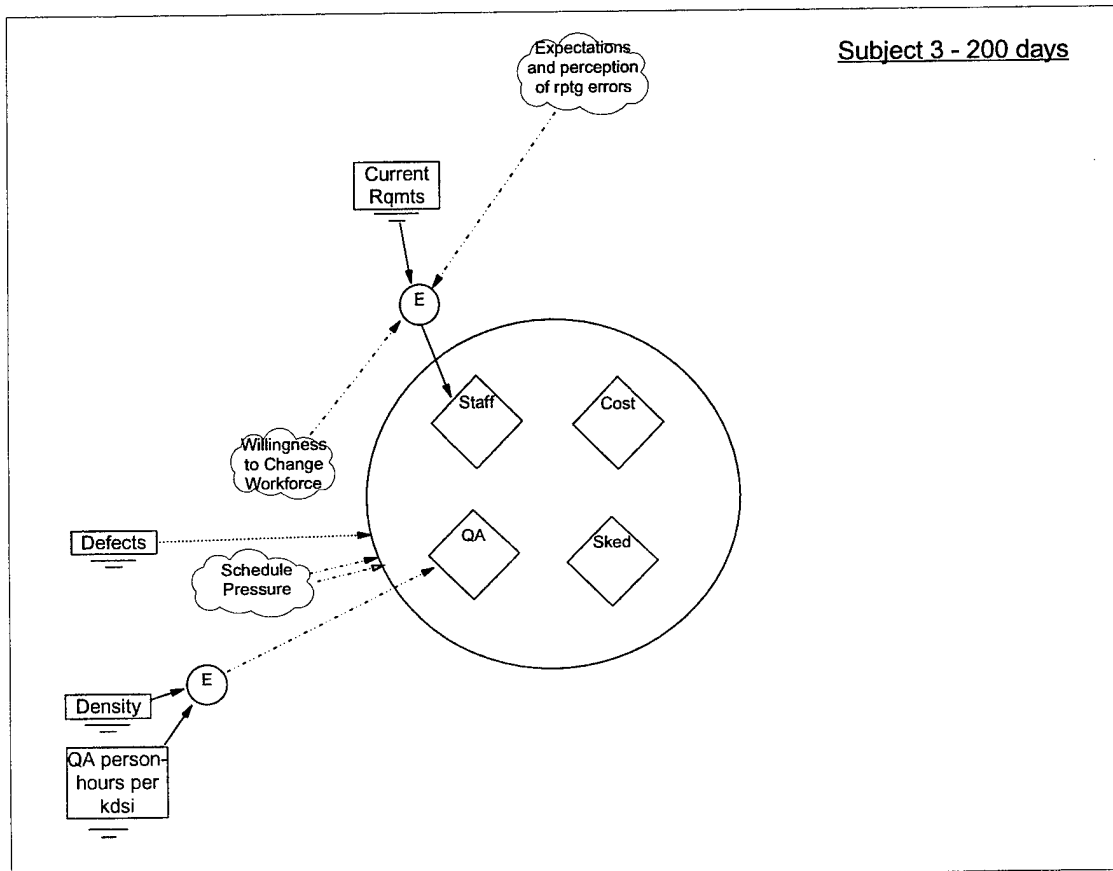 Subject 3 - 200 days
Expectations
and perception
of rptg errors
Current
Rqmts
E
Staff
Cost
Willingness
to Change
Workforce
Defects
QA
Sked
Schedule
Pressure
E
Density
QA person-
hours per
kdsi